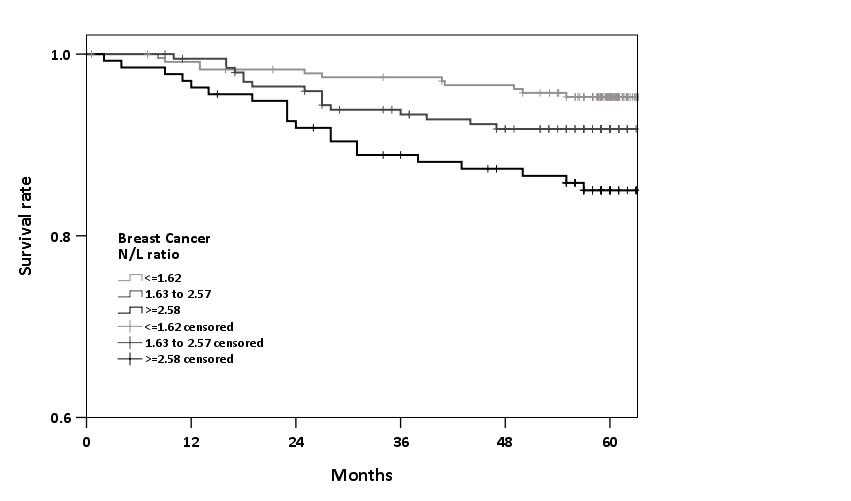 1.0
0.8
0.6
Survival rate
Breast Cancer
N/L ratio
<=1.62
1.63 to 2.57
>=2.58
<=1.62 censored
1.63 to 2.57 censored
>=2.58 censored
0 12 24 36 48 60
Months